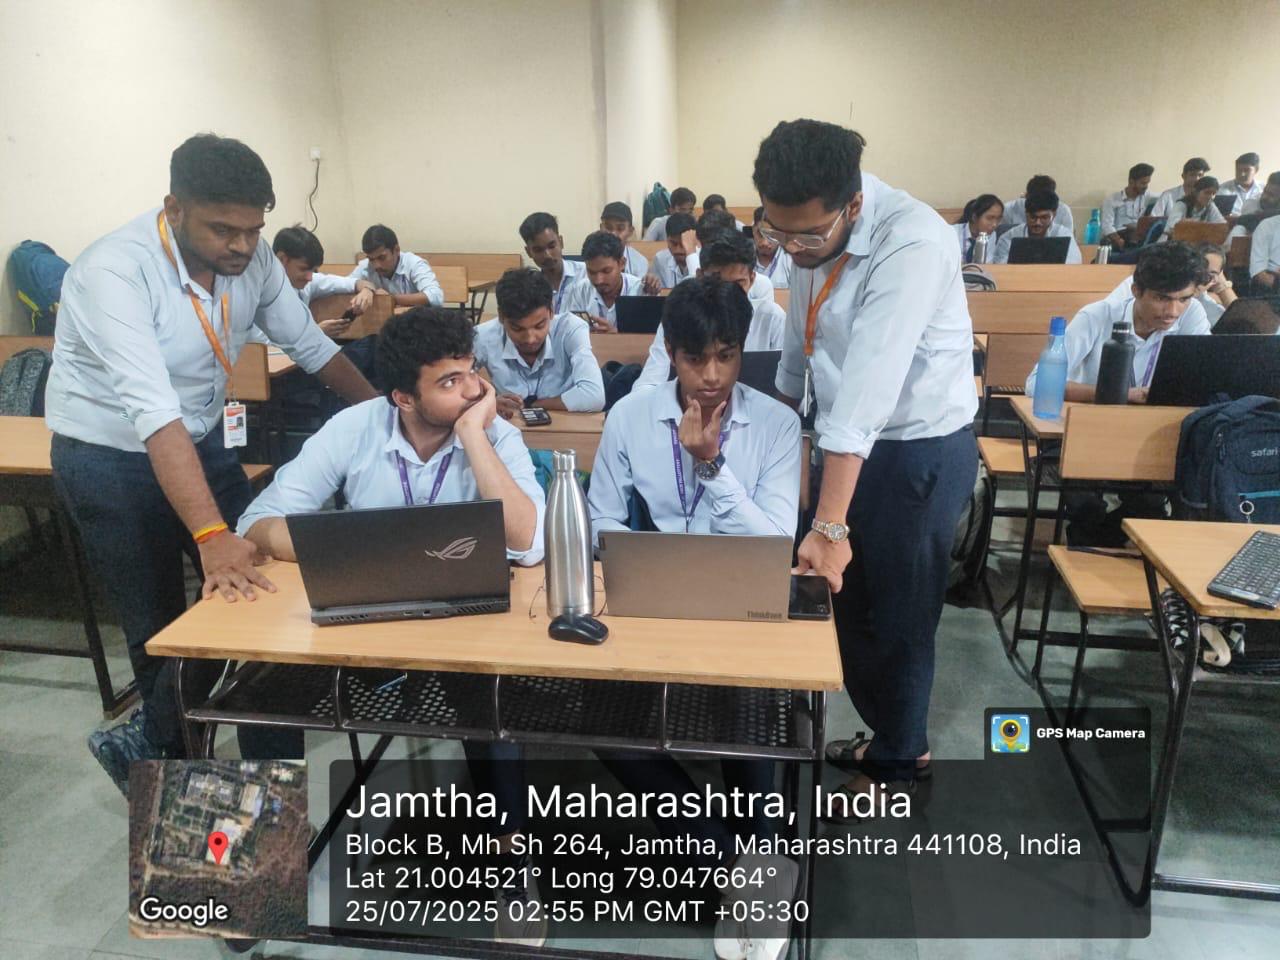 safari
ThinkBook
GPS Map Camera
Jamtha, Maharashtra, India
Block B, Mh Sh 264, Jamtha, Maharashtra 441108, India
Lat 21.004521° Long 79.047664°
25/07/2025 02:55 PM GMT +05:30
Google